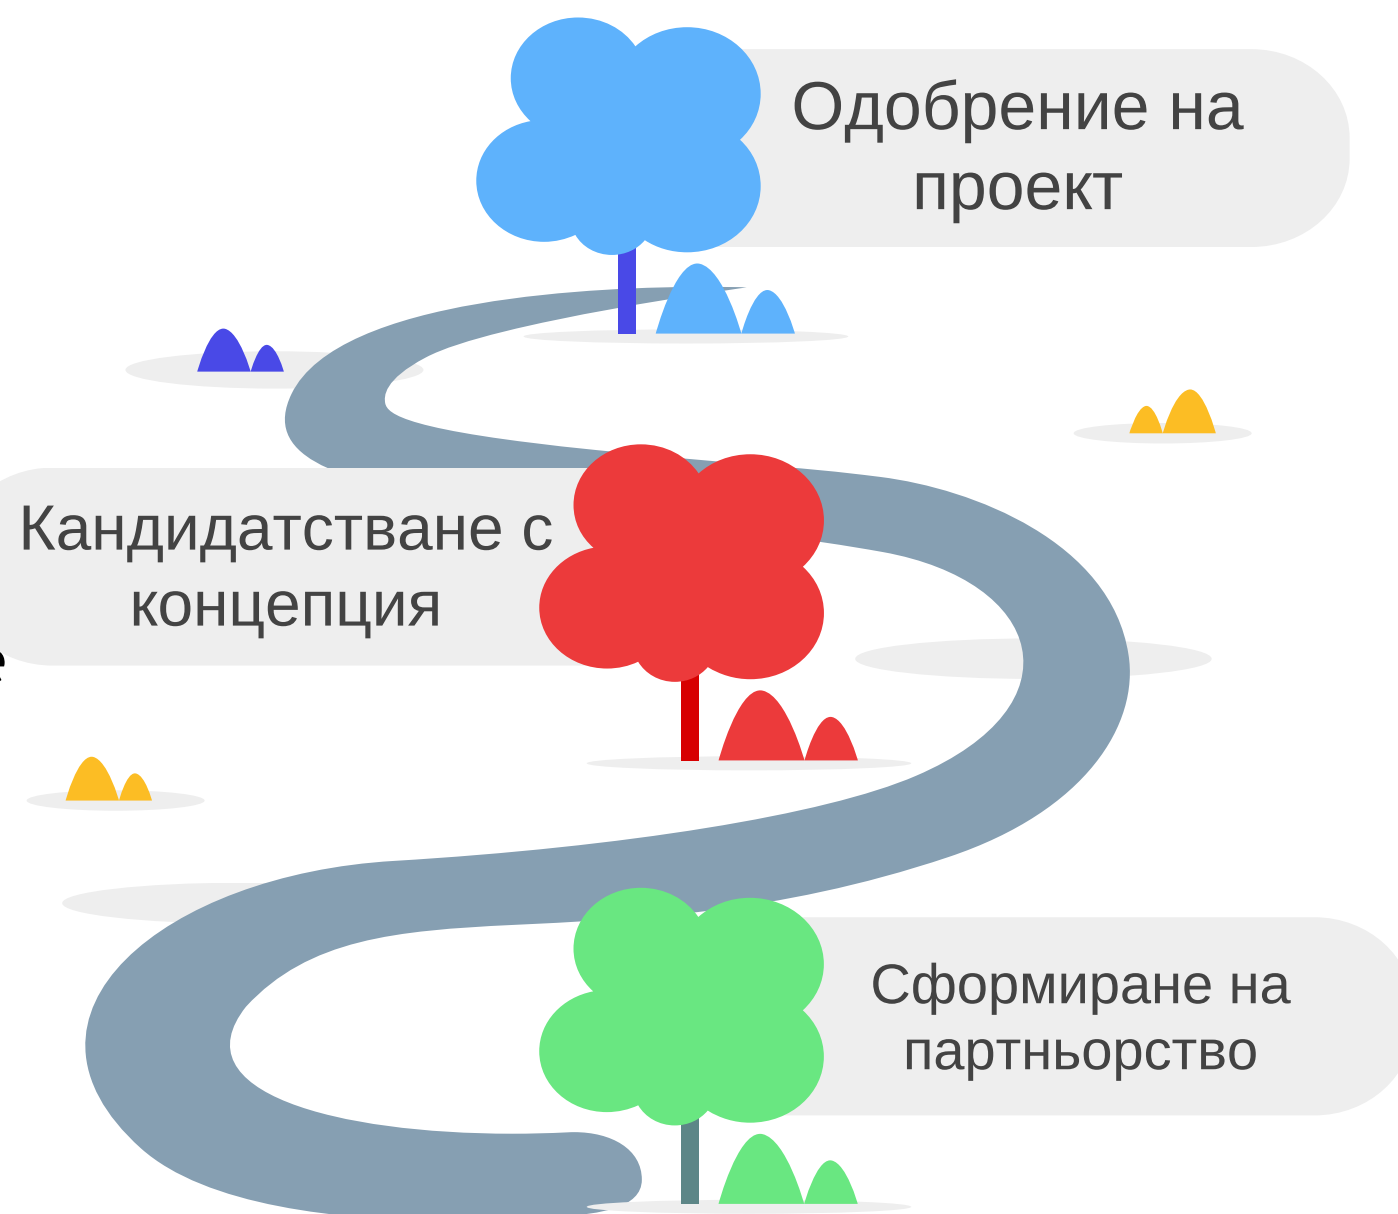 Одобрение на
проект
Кандидатстване с
концепция
Сформиране на
партньорство